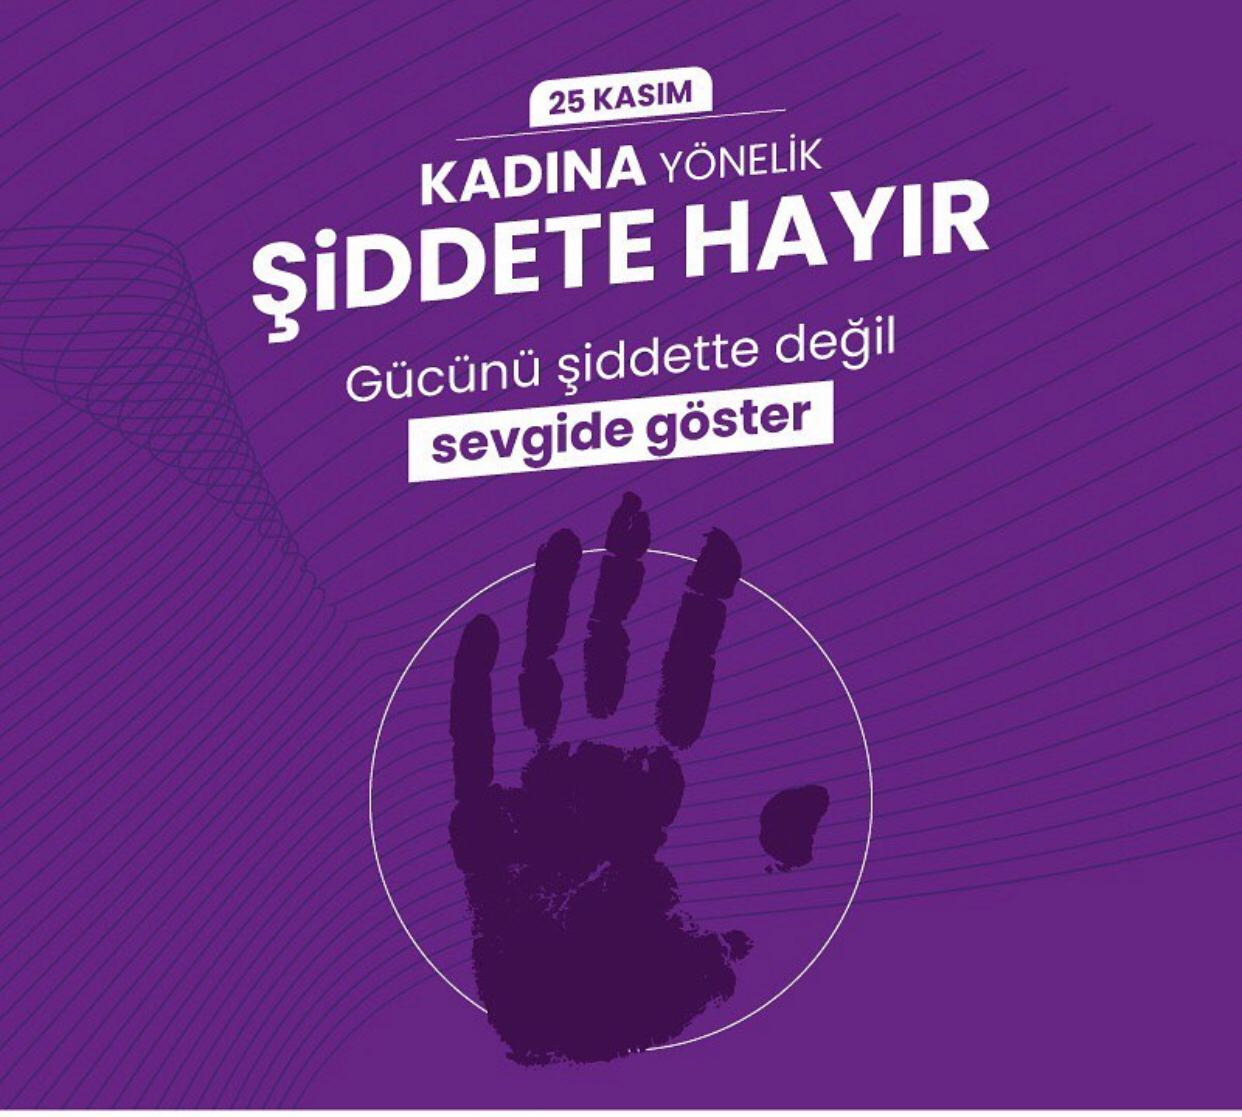 25 KASIM
KADINA YÖNELİK
ŞİDDETE HAYIR
Gücünü şiddette değil
sevgide göster